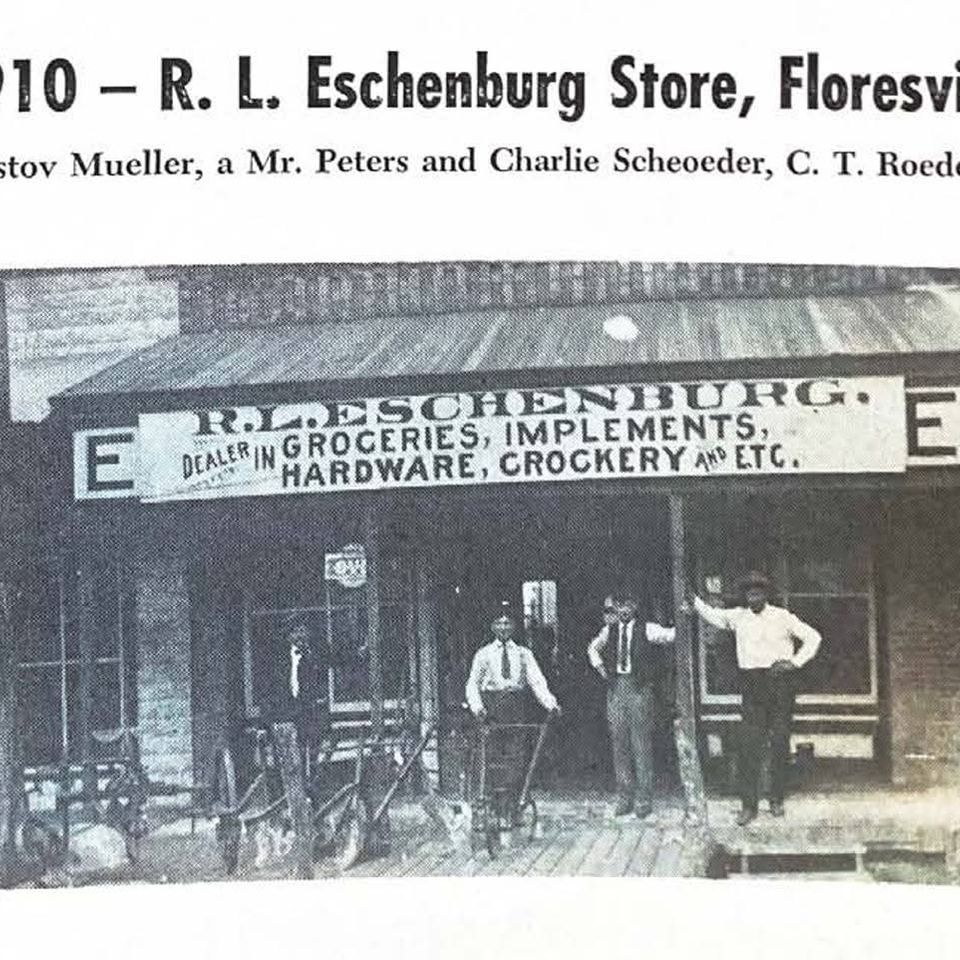 910 – R. L. Eschenburg Store, Floresvi
stov Mueller, a Mr. Peters and Charlie Scheoeder, C. T. Roede
R.L. ESCHENBURG.
E DEALER IN GROCERIES, IMPLEMENTS, E
HARDWARE, CROCKERY AND ETC.